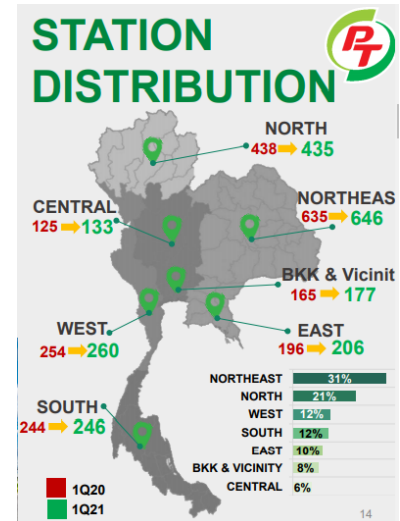 STATION
DISTRIBUTION
PT
NORTH
438 435
CENTRAL
125 133
NORTHEAS
635 646
BKK & Vicinit
165 177
WEST
254 260
EAST
196 206
SOUTH
244 246
NORTHEAST 31%
NORTH 21%
WEST 12%
SOUTH 12%
EAST 10%
BKK & VICINITY 8%
CENTRAL 6%
1Q20
1Q21
14